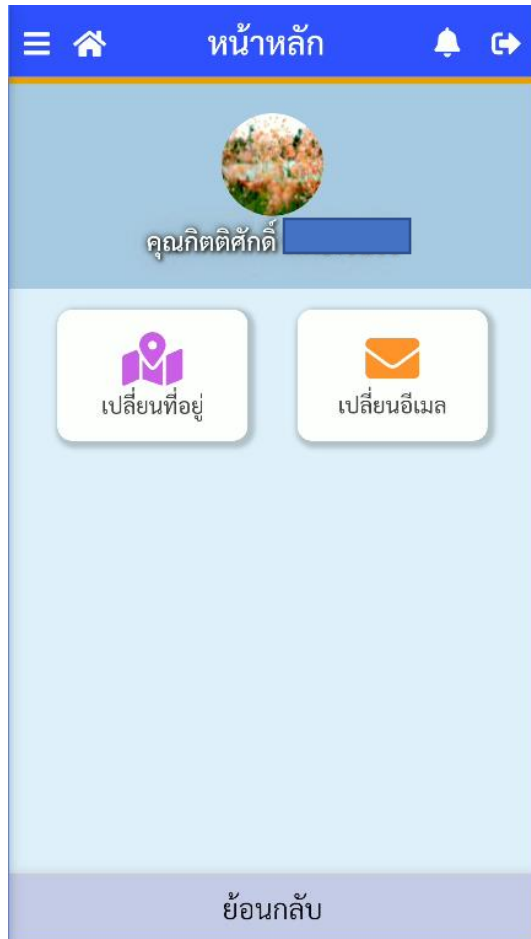 หน้าหลัก
คุณกิตติศักดิ์
เปลี่ยนที่อยู่
เปลี่ยนอีเมล
ย้อนกลับ